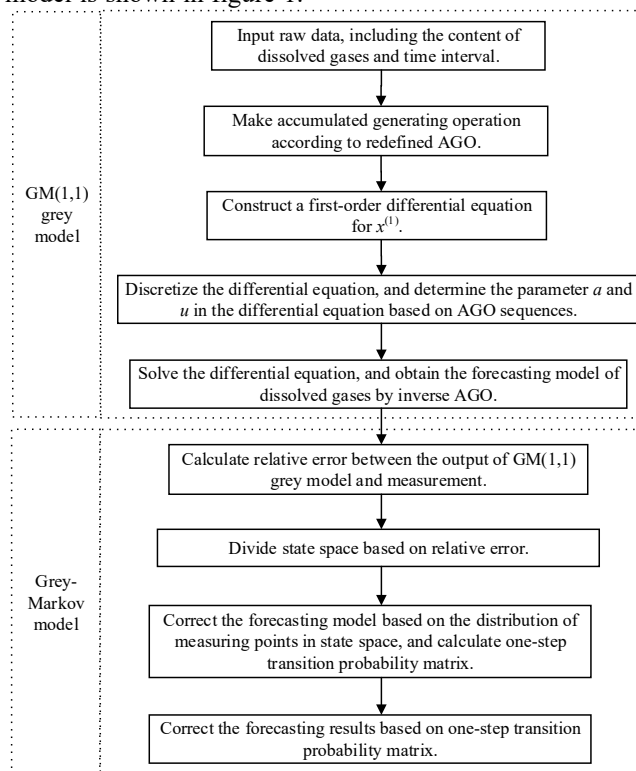 model is shown in figure 1.
Input raw data, including the content of
dissolved gases and time interval.
Make accumulated generating operation
according to redefined AGO.
GM(1,1)
grey
model
Construct a first-order differential equation
for x⁽¹⁾.
Discretize the differential equation, and determine the parameter a and
u in the differential equation based on AGO sequences.
Solve the differential equation, and obtain the forecasting model of
dissolved gases by inverse AGO.
Calculate relative error between the output of GM(1,1)
grey model and measurement.
Divide state space based on relative error.
Grey-
Markov
model
Correct the forecasting model based on the distribution of
measuring points in state space, and calculate one-step
transition probability matrix.
Correct the forecasting results based on one-step transition
probability matrix.